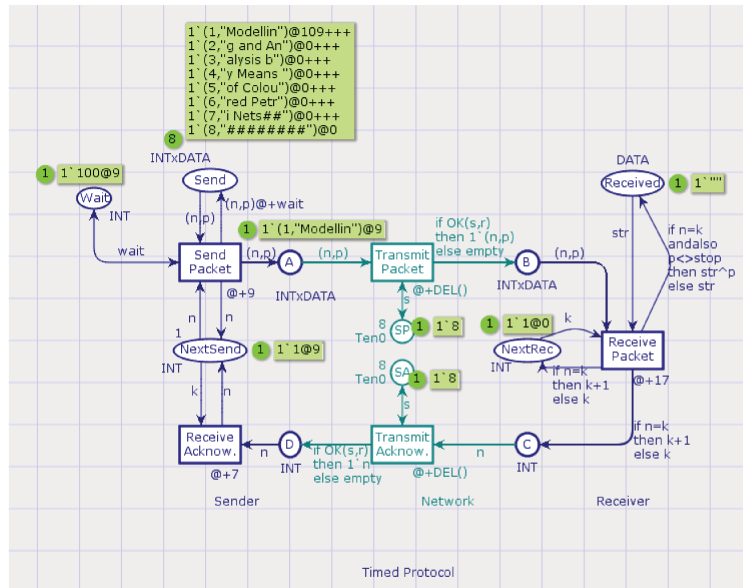 1`(1,"Modellin")@109+++
1`(2,"g and An")@0+++
1`(3,"alysis b")@0+++
1`(4,"y Means ")@0+++
1`(5,"of Colou")@0+++
1`(6,"red Petr")@0+++
1`(7,"i Nets##")@0+++
1`(8,"########")@0
8
INTxDATA
Send
1 1`100@9
Wait
INT
(n,p)
(n,p)@+wait
wait
1 1`(1,"Modellin")@9
Send
Packet
@+9
(n,p)
A
INTxDATA
(n,p)
Transmit
Packet
@+DEL()
if OK(s,r)
then 1`(n,p)
else empty
B
INTxDATA
(n,p)
DATA
Received
1 1`""
str
if n=k
andalso
p<>stop
then str^p
else str
s
8
Ten0
SP
1 1`8
n
n
1
NextSend
INT
1 1`1@9
1 1`1@0
NextRec
INT
k
if n=k
then k+1
else k
Receive
Packet
@+17
8
Ten0
SA
1 1`8
s
k
n
Receive
Acknow.
@+7
n
D
INT
if OK(s,r)
then 1`n
else empty
Transmit
Acknow.
@+DEL()
n
C
INT
if n=k
then k+1
else k
Sender
Network
Receiver
Timed Protocol